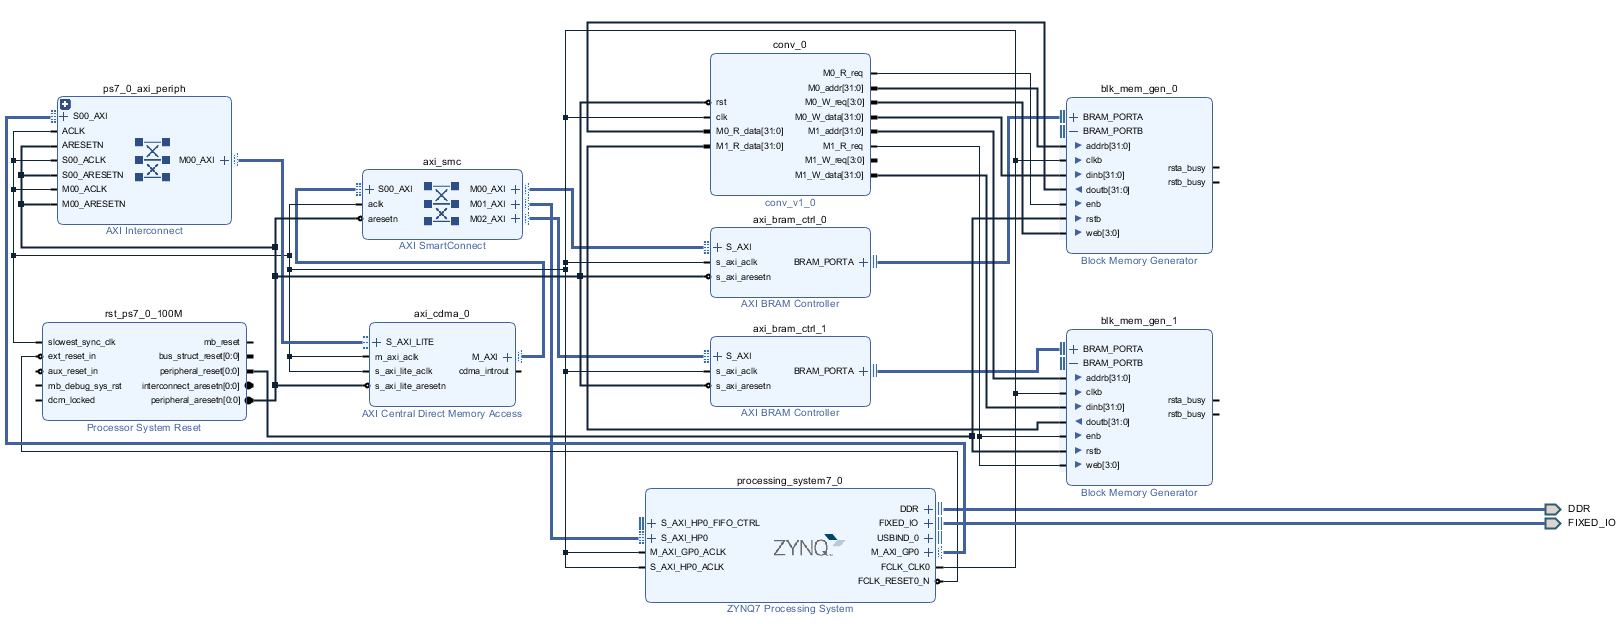 conv_0
M0_R_req
M0_addr[31:0]
rst
M0_W_req[3:0]
clk
M0_W_data[31:0]
M0_R_data[31:0]
M1_addr[31:0]
M1_R_data[31:0]
M1_R_req
M1_W_req[3:0]
M1_W_data[31:0]
conv_v1_0
ps7_0_axi_periph
S00_AXI
ACLK
ARESETN
S00_ACLK
M00_AXI
S00_ARESETN
M00_ACLK
M00_ARESETN
AXI Interconnect
axi_smc
S00_AXI
M00_AXI
aclk
M01_AXI
aresetn
M02_AXI
AXI SmartConnect
axi_bram_ctrl_0
S_AXI
s_axi_aclk
BRAM_PORTA
s_axi_aresetn
AXI BRAM Controller
blk_mem_gen_0
BRAM_PORTA
BRAM_PORTB
addrb[31:0]
clkb
rsta_busy
dinb[31:0]
rstb_busy
doutb[31:0]
enb
rstb
web[3:0]
Block Memory Generator
rst_ps7_0_100M
slowest_sync_clk
mb_reset
ext_reset_in
bus_struct_reset[0:0]
aux_reset_in
peripheral_reset[0:0]
mb_debug_sys_rst
interconnect_aresetn[0:0]
dcm_locked
peripheral_aresetn[0:0]
Processor System Reset
axi_cdma_0
S_AXI_LITE
m_axi_aclk
M_AXI
s_axi_lite_aclk
cdma_introut
s_axi_lite_aresetn
AXI Central Direct Memory Access
axi_bram_ctrl_1
S_AXI
s_axi_aclk
BRAM_PORTA
s_axi_aresetn
AXI BRAM Controller
blk_mem_gen_1
BRAM_PORTA
BRAM_PORTB
addrb[31:0]
clkb
rsta_busy
dinb[31:0]
rstb_busy
doutb[31:0]
enb
rstb
web[3:0]
Block Memory Generator
processing_system7_0
DDR
S_AXI_HP0_FIFO_CTRL
FIXED_IO
S_AXI_HP0
USBIND_0
M_AXI_GP0_ACLK
M_AXI_GP0
S_AXI_HP0_ACLK
FCLK_CLK0
FCLK_RESET0_N
ZYNQ
ZYNQ7 Processing System
DDR
FIXED_IO